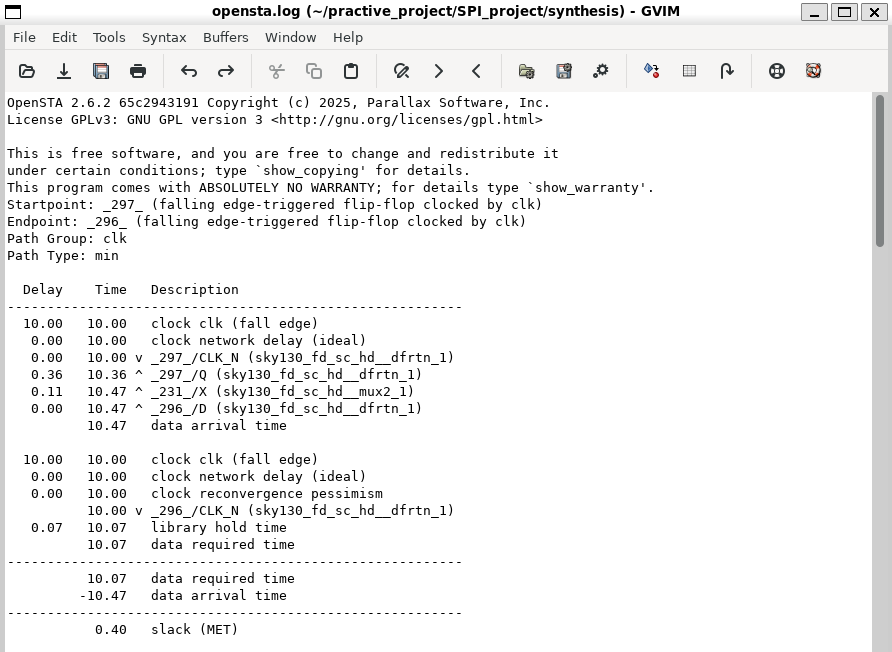 opensta.log (~/practive_project/SPI_project/synthesis) - GVIM
File Edit Tools Syntax Buffers Window Help
OpenSTA 2.6.2 65c2943191 Copyright (c) 2025, Parallax Software, Inc.
License GPLv3: GNU GPL version 3 <http://gnu.org/licenses/gpl.html>

This is free software, and you are free to change and redistribute it
under certain conditions; type `show_copying' for details.
This program comes with ABSOLUTELY NO WARRANTY; for details type `show_warranty'.
Startpoint: _297_ (falling edge-triggered flip-flop clocked by clk)
Endpoint: _296_ (falling edge-triggered flip-flop clocked by clk)
Path Group: clk
Path Type: min

  Delay    Time   Description
---------------------------------------------------------
  10.00   10.00   clock clk (fall edge)
   0.00   10.00   clock network delay (ideal)
   0.00   10.00 v _297_/CLK_N (sky130_fd_sc_hd__dfrtn_1)
   0.36   10.36 ^ _297_/Q (sky130_fd_sc_hd__dfrtn_1)
   0.11   10.47 ^ _231_/X (sky130_fd_sc_hd__mux2_1)
   0.00   10.47 ^ _296_/D (sky130_fd_sc_hd__dfrtn_1)
          10.47   data arrival time

  10.00   10.00   clock clk (fall edge)
   0.00   10.00   clock network delay (ideal)
   0.00   10.00   clock reconvergence pessimism
          10.00 v _296_/CLK_N (sky130_fd_sc_hd__dfrtn_1)
   0.07   10.07   library hold time
          10.07   data required time
---------------------------------------------------------
          10.07   data required time
         -10.47   data arrival time
---------------------------------------------------------
           0.40   slack (MET)